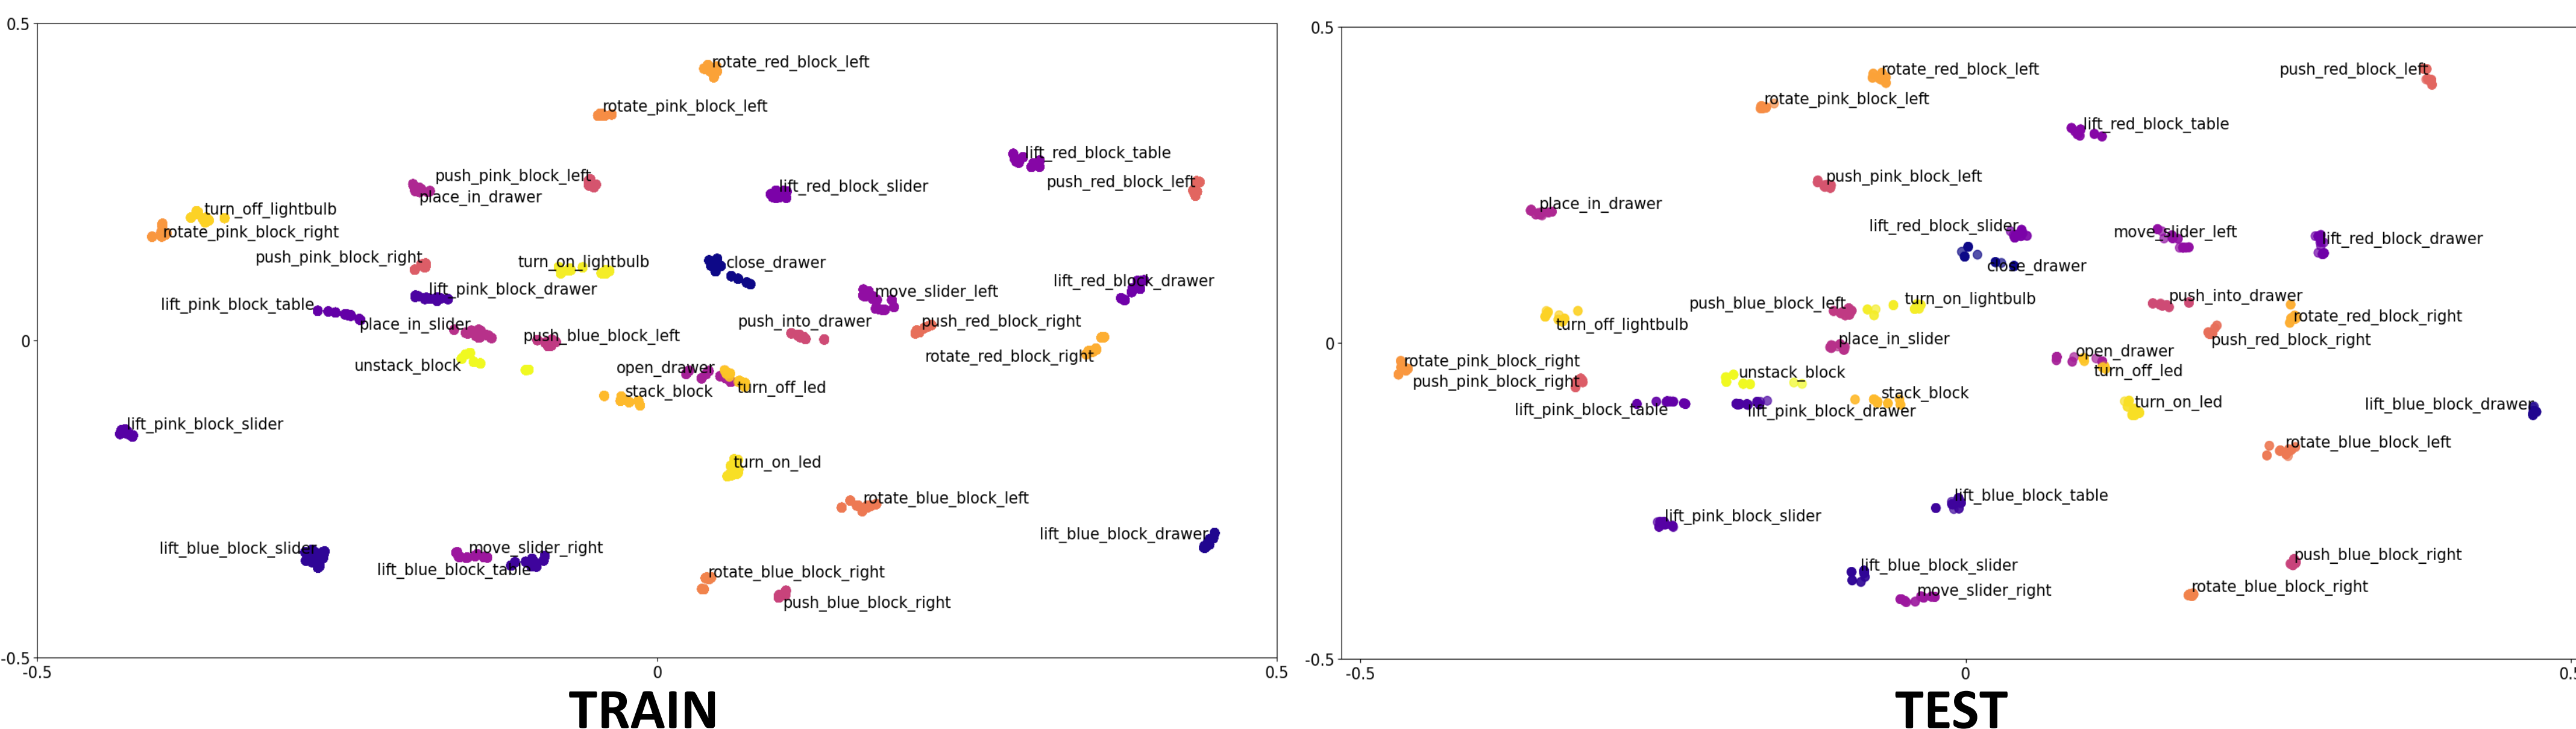 0.5
rotate_red_block_left
rotate_pink_block_left
lift_red_block_table
push_pink_block_left
push_red_block_left
lift_red_block_slider
place_in_drawer
turn_off_lightbulb
rotate_pink_block_right
push_pink_block_right
turn_on_lightbulb
close_drawer
lift_red_block_drawer
lift_pink_block_drawer
move_slider_left
lift_pink_block_table
place_in_slider
push_into_drawer
push_red_block_right
push_blue_block_left
0
rotate_red_block_right
unstack_block
open_drawer
turn_off_led
stack_block
lift_pink_block_slider
turn_on_led
rotate_blue_block_left
lift_blue_block_drawer
lift_blue_block_slider
move_slider_right
lift_blue_block_table
rotate_blue_block_right
push_blue_block_right
-0.5
-0.5
0
0.5
TRAIN
0.5
rotate_red_block_left
push_red_block_left
rotate_pink_block_left
lift_red_block_table
push_pink_block_left
place_in_drawer
lift_red_block_slider
move_slider_left
lift_red_block_drawer
close_drawer
push_into_drawer
turn_on_lightbulb
push_blue_block_left
rotate_red_block_right
turn_off_lightbulb
place_in_slider
push_red_block_right
0
open_drawer
rotate_pink_block_right
turn_off_led
unstack_block
push_pink_block_right
stack_block
turn_on_led
lift_blue_block_drawer
lift_pink_block_table
lift_pink_block_drawer
rotate_blue_block_left
lift_blue_block_table
lift_pink_block_slider
push_blue_block_right
lift_blue_block_slider
rotate_blue_block_right
move_slider_right
-0.5
-0.5
0
0.5
TEST